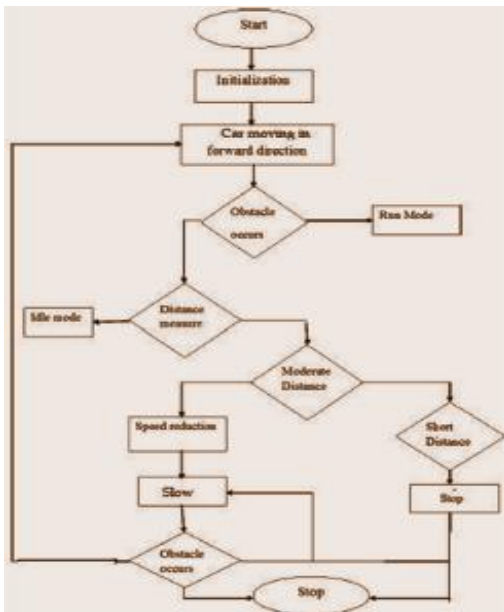 Start
Initialization
Car moving in
forward direction
Obstacle
occurs
Run Mode
Distance
measure
Idle mode
Moderate
Distance
Speed reduction
Short
Distance
Slow
Stop
Obstacle
occurs
Stop